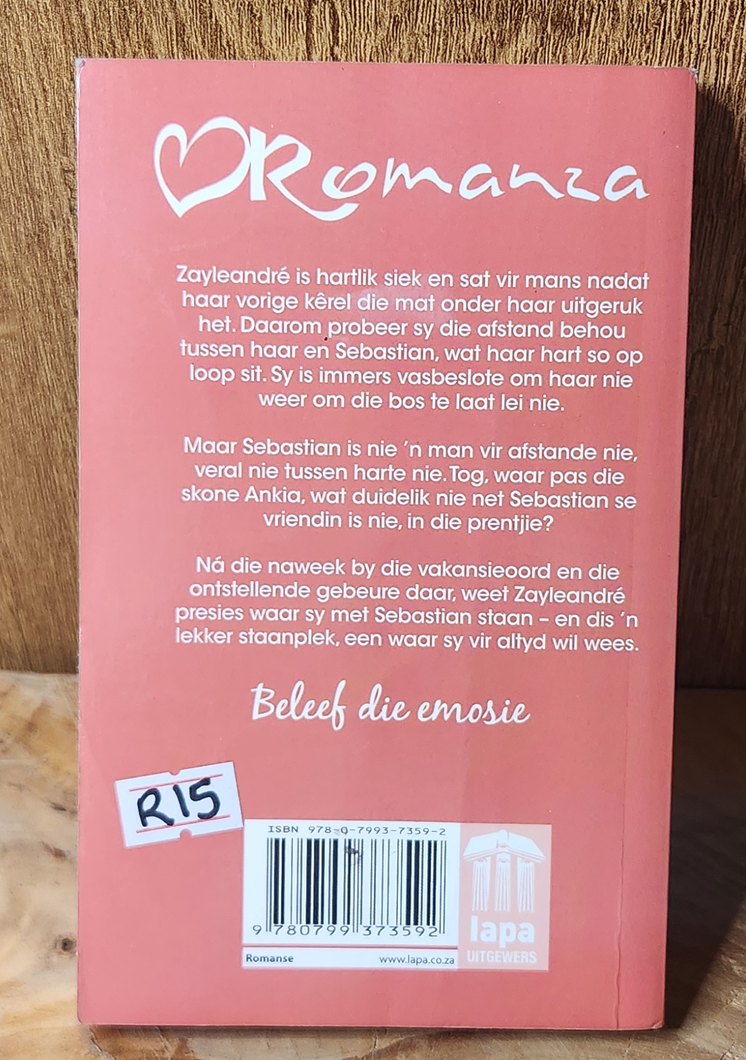 Romanza
Zayleandré is hartlik siek en sat vir mans nadat
haar vorige kêrel die mat onder haar uitgeruk
het. Daarom probeer sy die afstand behou
tussen haar en Sebastian, wat haar hart so op
loop sit. Sy is immers vasbeslote om haar nie
weer om die bos te laat lei nie.
Maar Sebastian is nie 'n man vir afstande nie,
veral nie tussen harte nie. Tog, waar pas die
skone Ankia, wat duidelik nie net Sebastian se
vriendin is nie, in die prentjie?
Ná die naweek by die vakansieoord en die
ontstellende gebeure daar, weet Zayleandré
presies waar sy met Sebastian staan – en dis 'n
lekker staanplek, een waar sy vir altyd wil wees.
Beleef die emosie
R15
ISBN 978-0-7993-7359-2
9 780799 373592
Romanse www.lapa.co.za
lapa
UITGEWERS